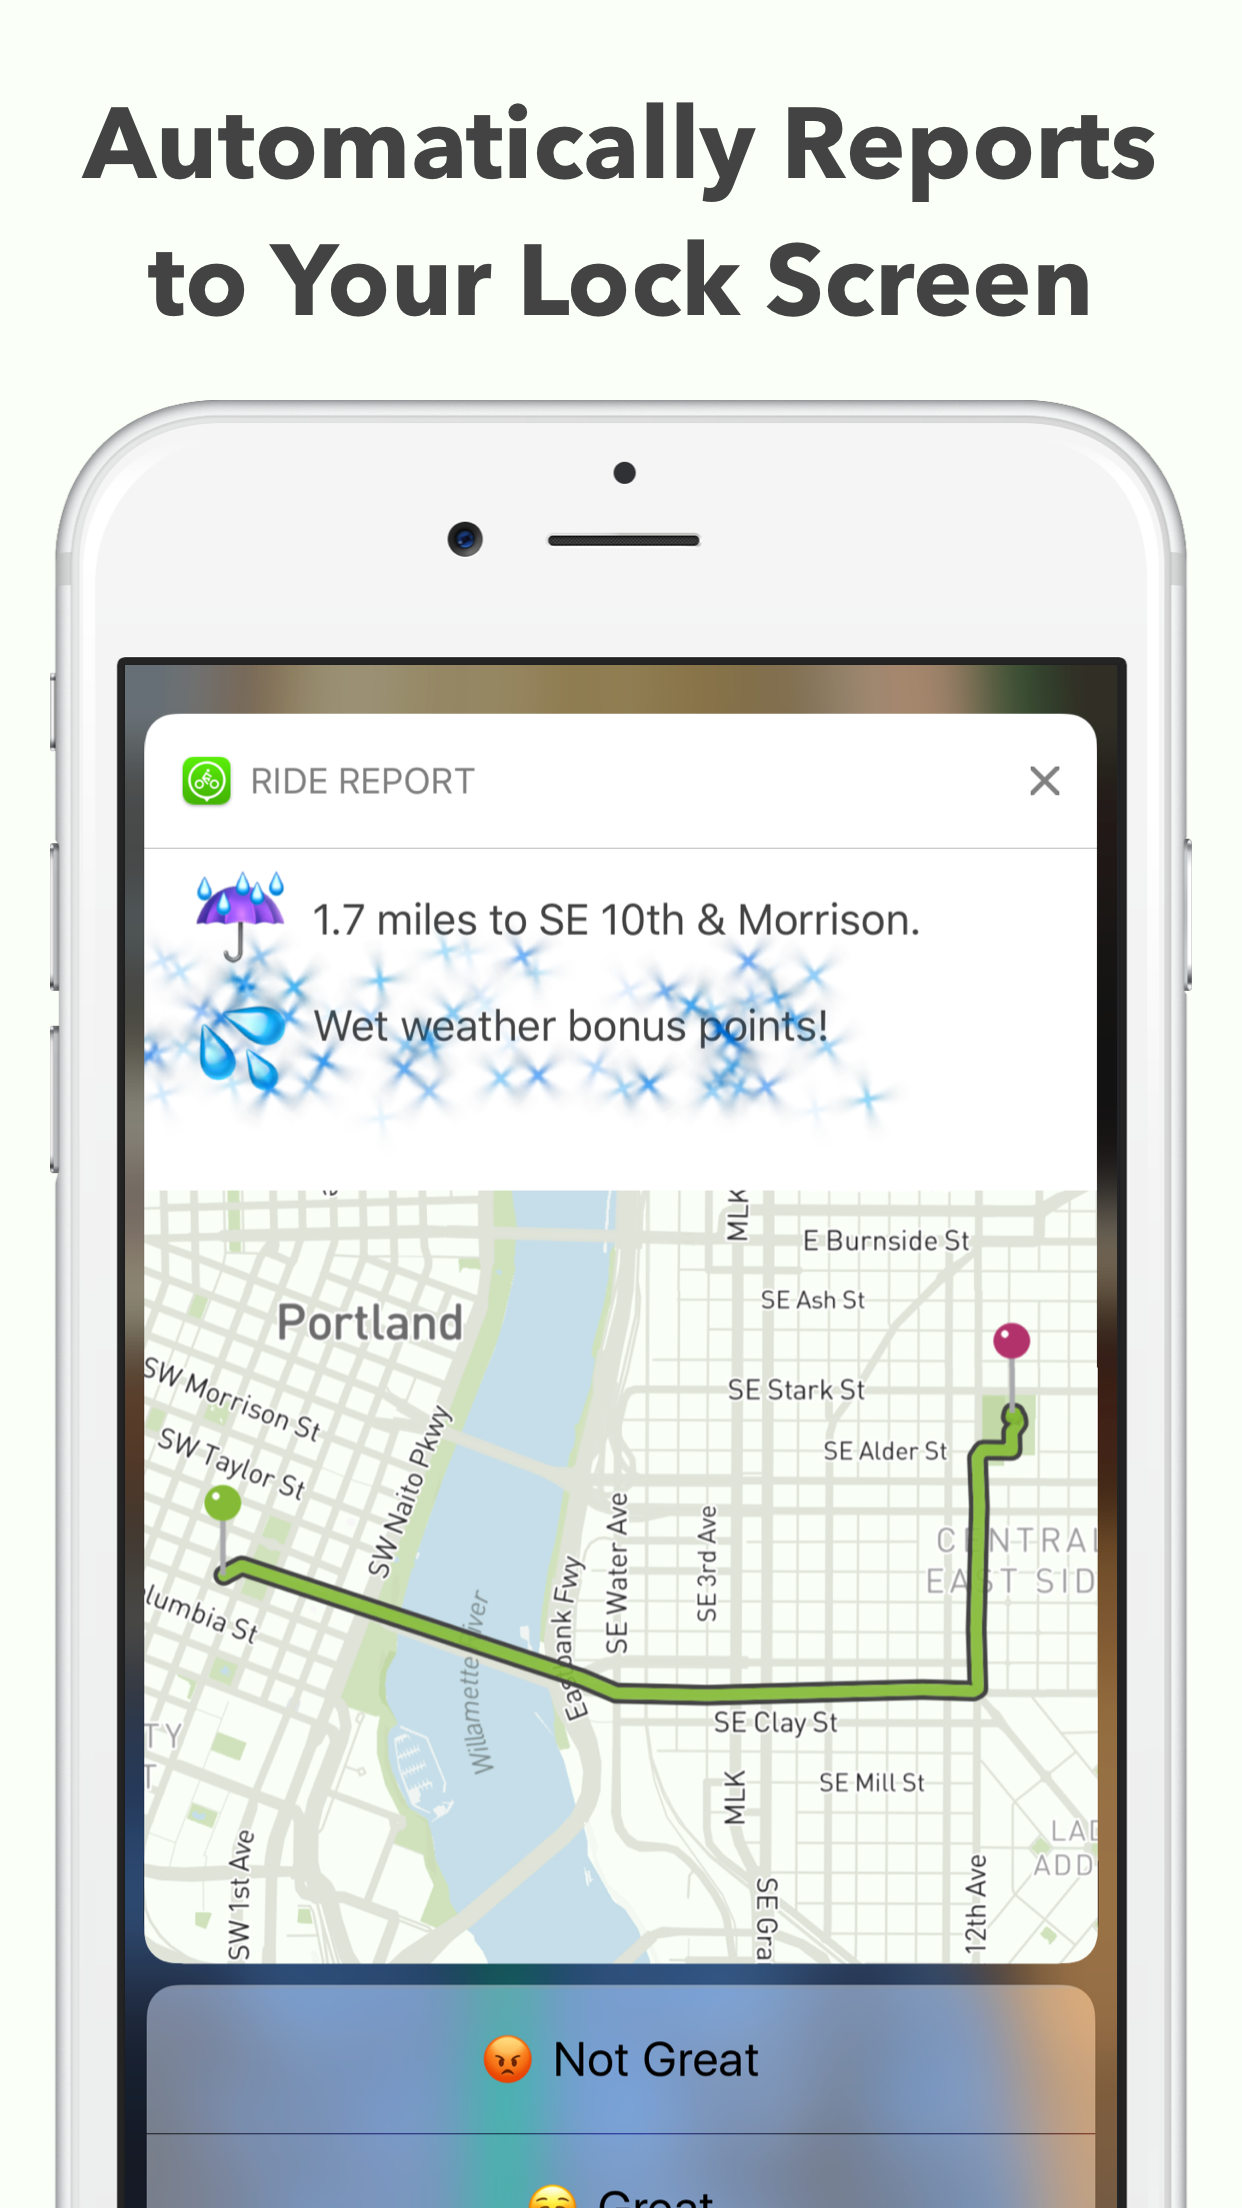 Automatically Reports
to Your Lock Screen
RIDE REPORT
1.7 miles to SE 10th & Morrison.
Wet weather bonus points!
MLK
E Burnside St
SE Ash St
Portland
SW Morrison St
SE Stark St
SW Taylor St
SW Naito Pkwy
SE Alder St
SE Water Ave
SE 3rd Ave
CENTRAL
EAST SID
lumbia St
Willamette River
Eastbank Fwy
SE Clay St
TY
T
MLK
SE Mill St
LAD
ADD
SW 1st Ave
SE Gra
12th Ave
Not Great
Great